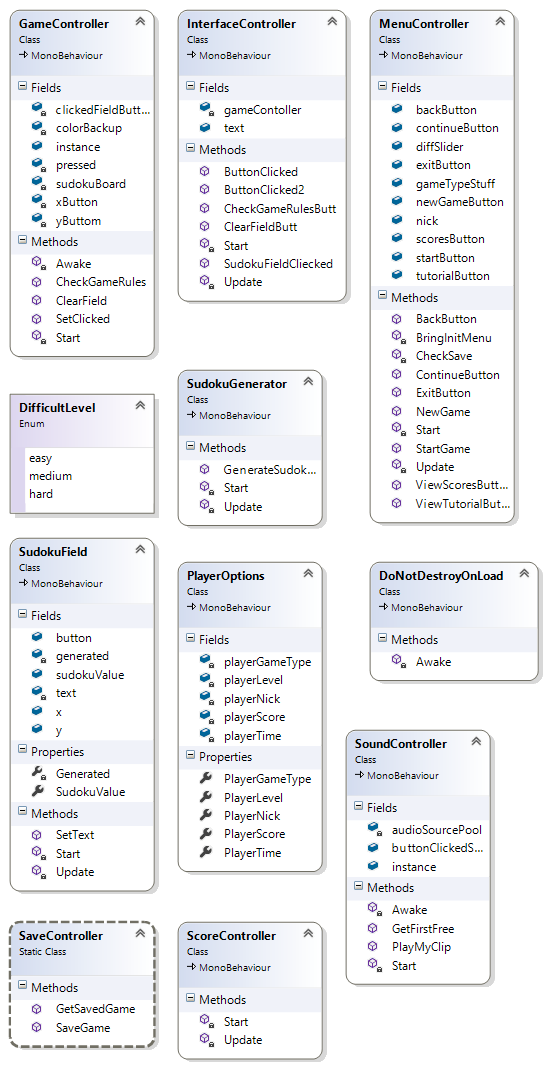 GameController
Class
MonoBehaviour
Fields
clickedFieldButt...
colorBackup
instance
pressed
sudokuBoard
xButton
yButtom
Methods
Awake
CheckGameRules
ClearField
SetClicked
Start
InterfaceController
Class
MonoBehaviour
Fields
gameContoller
text
Methods
ButtonClicked
ButtonClicked2
CheckGameRulesButt
ClearFieldButt
Start
SudokuFieldCliecked
Update
MenuController
Class
MonoBehaviour
Fields
backButton
continueButton
diffSlider
exitButton
gameTypeStuff
newGameButton
nick
scoresButton
startButton
tutorialButton
Methods
BackButton
BringInitMenu
CheckSave
ContinueButton
ExitButton
NewGame
Start
StartGame
Update
ViewScoresButt...
ViewTutorialBut...
DifficultLevel
Enum
easy
medium
hard
SudokuGenerator
Class
MonoBehaviour
Methods
GenerateSudok...
Start
Update
SudokuField
Class
MonoBehaviour
Fields
button
generated
sudokuValue
text
x
y
Properties
Generated
SudokuValue
Methods
SetText
Start
Update
PlayerOptions
Class
MonoBehaviour
Fields
playerGameType
playerLevel
playerNick
playerScore
playerTime
Properties
PlayerGameType
PlayerLevel
PlayerNick
PlayerScore
PlayerTime
DoNotDestroyOnLoad
Class
MonoBehaviour
Methods
Awake
SoundController
Class
MonoBehaviour
Fields
audioSourcePool
buttonClickedS...
instance
Methods
Awake
GetFirstFree
PlayMyClip
Start
SaveController
Static Class
Methods
GetSavedGame
SaveGame
ScoreController
Class
MonoBehaviour
Methods
Start
Update